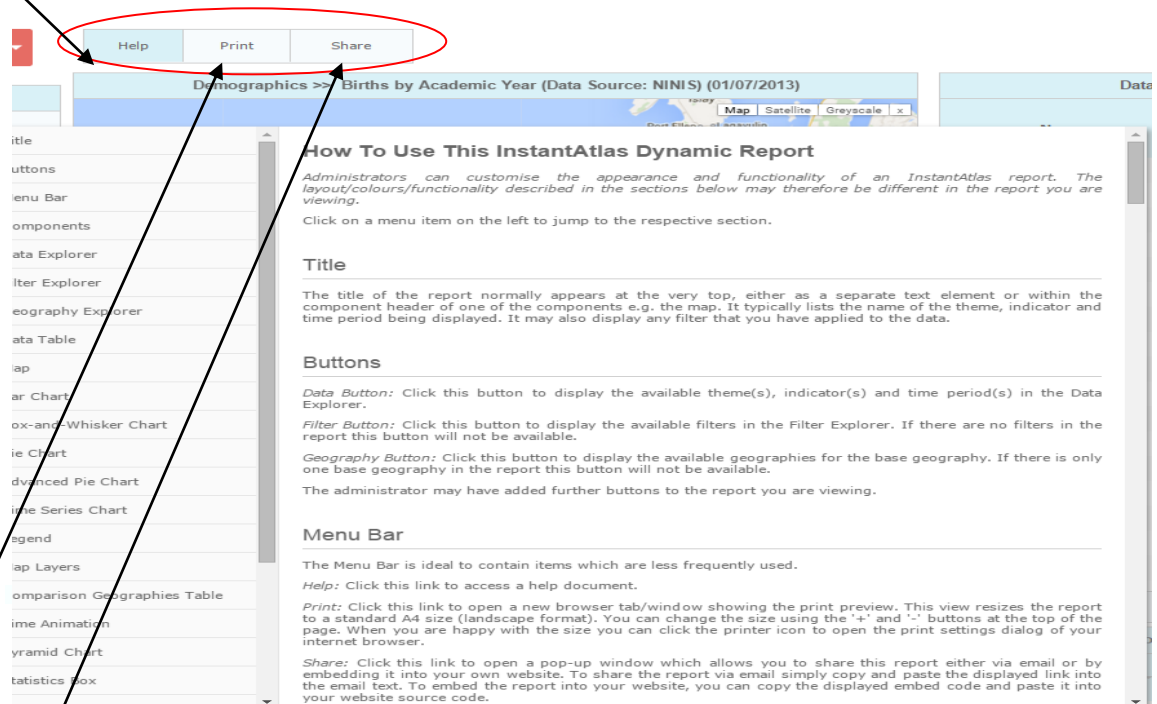 Help Print Share
Demographics >> Births by Academic Year (Data Source: NINIS) (01/07/2013)
Data
Islay
Map Satellite Greyscale x
Port Ellen
itle
uttons
enu Bar
omponents
ata Explorer
ilter Explorer
eography Explorer
ata Table
ap
ar Chart
ox-and-Whisker Chart
ie Chart
dvanced Pie Chart
ime Series Chart
egend
ap Layers
omparison Geographies Table
ime Animation
yramid Chart
tatistics Box
How To Use This InstantAtlas Dynamic Report
Administrators can customise the appearance and functionality of an InstantAtlas report. The
layout/colours/functionality described in the sections below may therefore be different in the report you are
viewing.
Click on a menu item on the left to jump to the respective section.
Title
The title of the report normally appears at the very top, either as a separate text element or within the
component header of one of the components e.g. the map. It typically lists the name of the theme, indicator and
time period being displayed. It may also display any filter that you have applied to the data.
Buttons
Data Button: Click this button to display the available theme(s), indicator(s) and time period(s) in the Data
Explorer.
Filter Button: Click this button to display the available filters in the Filter Explorer. If there are no filters in the
report this button will not be available.
Geography Button: Click this button to display the available geographies for the base geography. If there is only
one base geography in the report this button will not be available.
The administrator may have added further buttons to the report you are viewing.
Menu Bar
The Menu Bar is ideal to contain items which are less frequently used.
Help: Click this link to access a help document.
Print: Click this link to open a new browser tab/window showing the print preview. This view resizes the report
to a standard A4 size (landscape format). You can change the size using the '+' and '-' buttons at the top of the
page. When you are happy with the size you can click the printer icon to open the print settings dialog of your
internet browser.
Share: Click this link to open a pop-up window which allows you to share this report either via email or by
embedding it into your own website. To share the report via email simply copy and paste the displayed link into
the email text. To embed the report into your website, you can copy the displayed embed code and paste it into
your website source code.